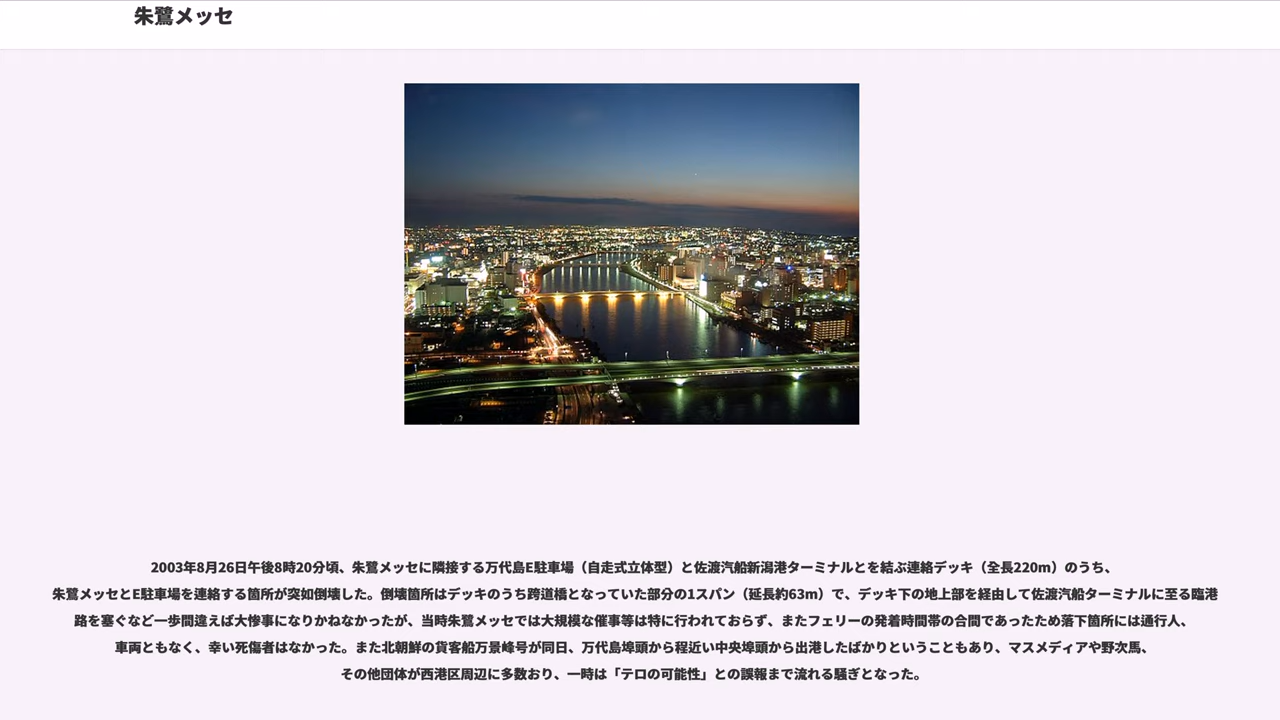 朱鷺メッセ
2003年8月26日午後8時20分頃、朱鷺メッセに隣接する万代島E駐車場（自走式立体型）と佐渡汽船新潟港ターミナルとを結ぶ連絡デッキ（全長220m）のうち、
朱鷺メッセとE駐車場を連絡する箇所が突如倒壊した。倒壊箇所はデッキのうち跨道橋となっていた部分の1スパン（延長約63m）で、デッキ下の地上部を経由して佐渡汽船ターミナルに至る臨港
路を塞ぐなど一歩間違えば大惨事になりかねなかったが、当時朱鷺メッセでは大規模な催事等は特に行われておらず、またフェリーの発着時間帯の合間であったため落下箇所には通行人、
車両ともなく、幸い死傷者はなかった。また北朝鮮の貨客船万景峰号が同日、万代島埠頭から程近い中央埠頭から出港したばかりということもあり、マスメディアや野次馬、
その他団体が西港区周辺に多数おり、一時は「テロの可能性」との誤報まで流れる騒ぎとなった。